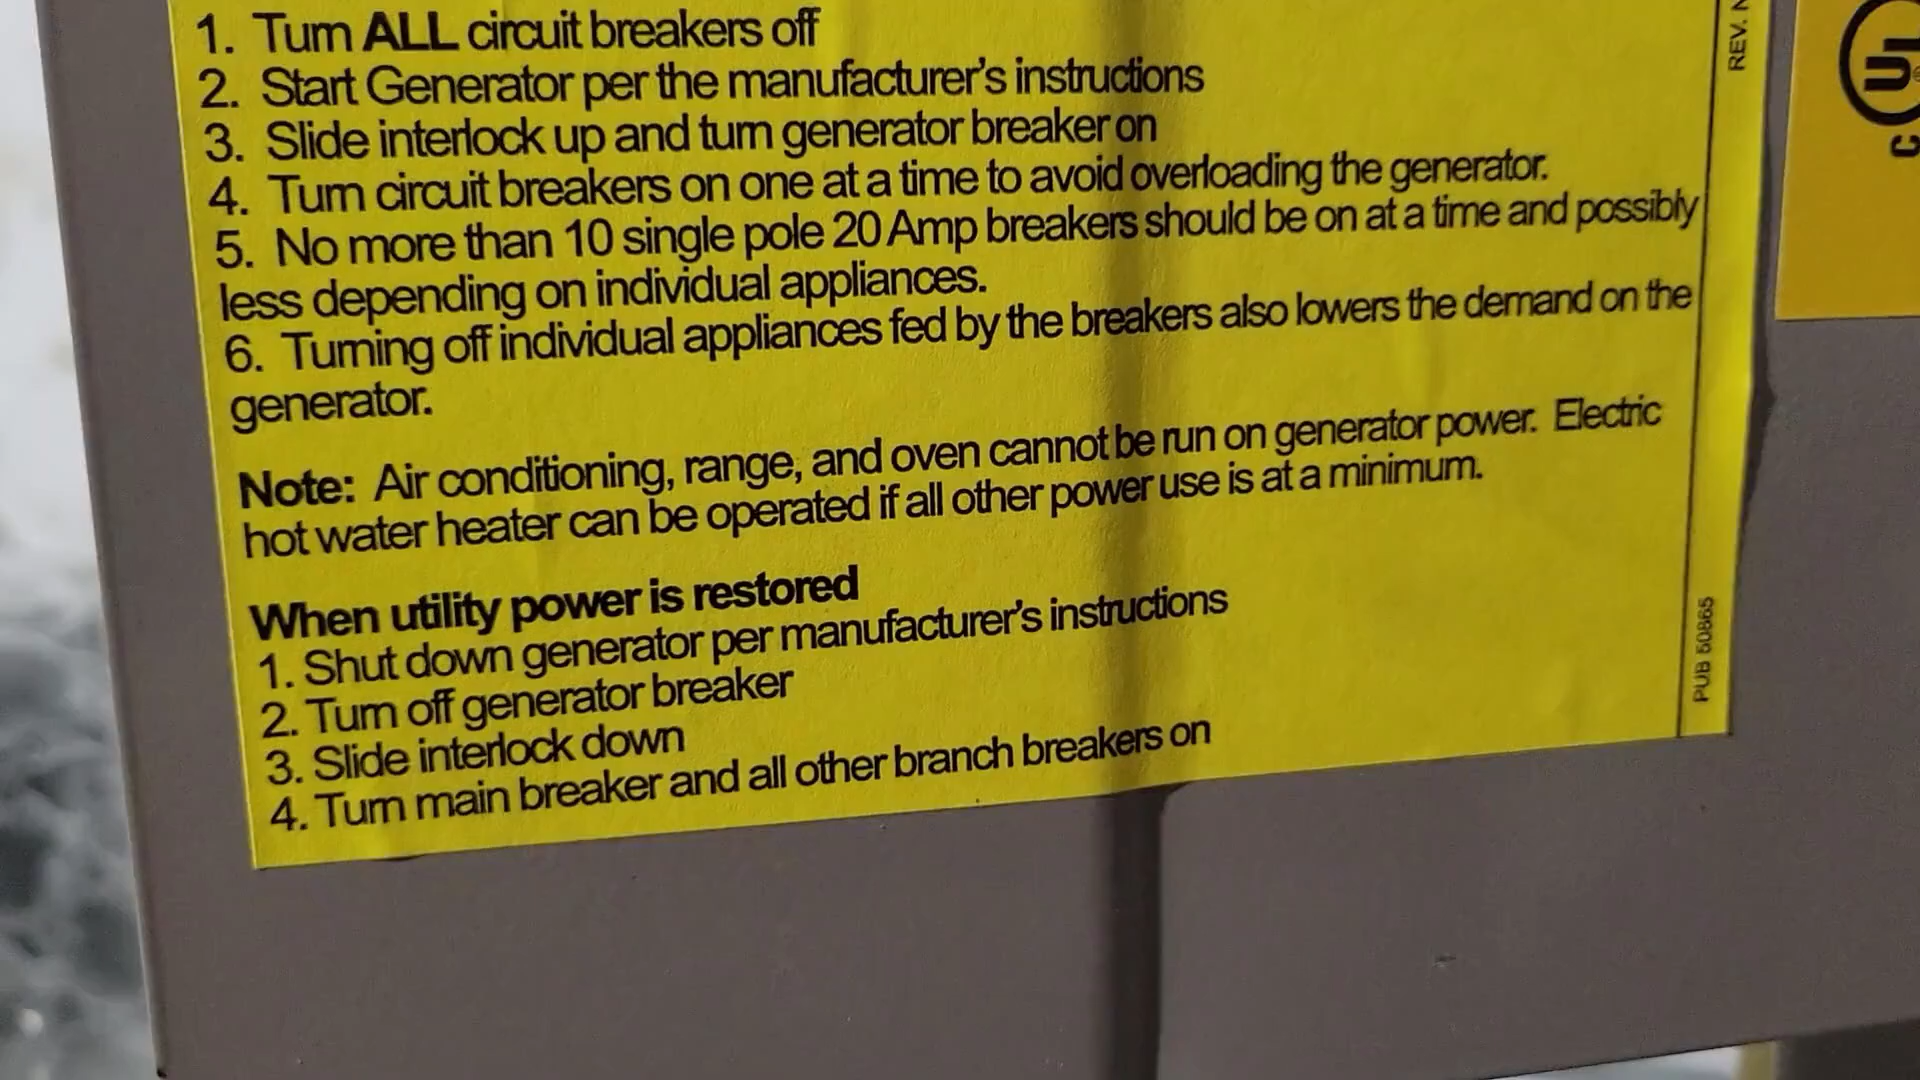 1. Turn ALL circuit breakers off
2. Start Generator per the manufacturer's instructions
3. Slide interlock up and turn generator breaker on
4. Turn circuit breakers on one at a time to avoid overloading the generator.
5. No more than 10 single pole 20 Amp breakers should be on at a time and possibly
less depending on individual appliances.
6. Turning off individual appliances fed by the breakers also lowers the demand on the
generator.
Note: Air conditioning, range, and oven cannot be run on generator power. Electric
hot water heater can be operated if all other power use is at a minimum.
When utility power is restored
1. Shut down generator per manufacturer's instructions
2. Turn off generator breaker
3. Slide interlock down
4. Turn main breaker and all other branch breakers on
PUB 50865
REV.
UL
C